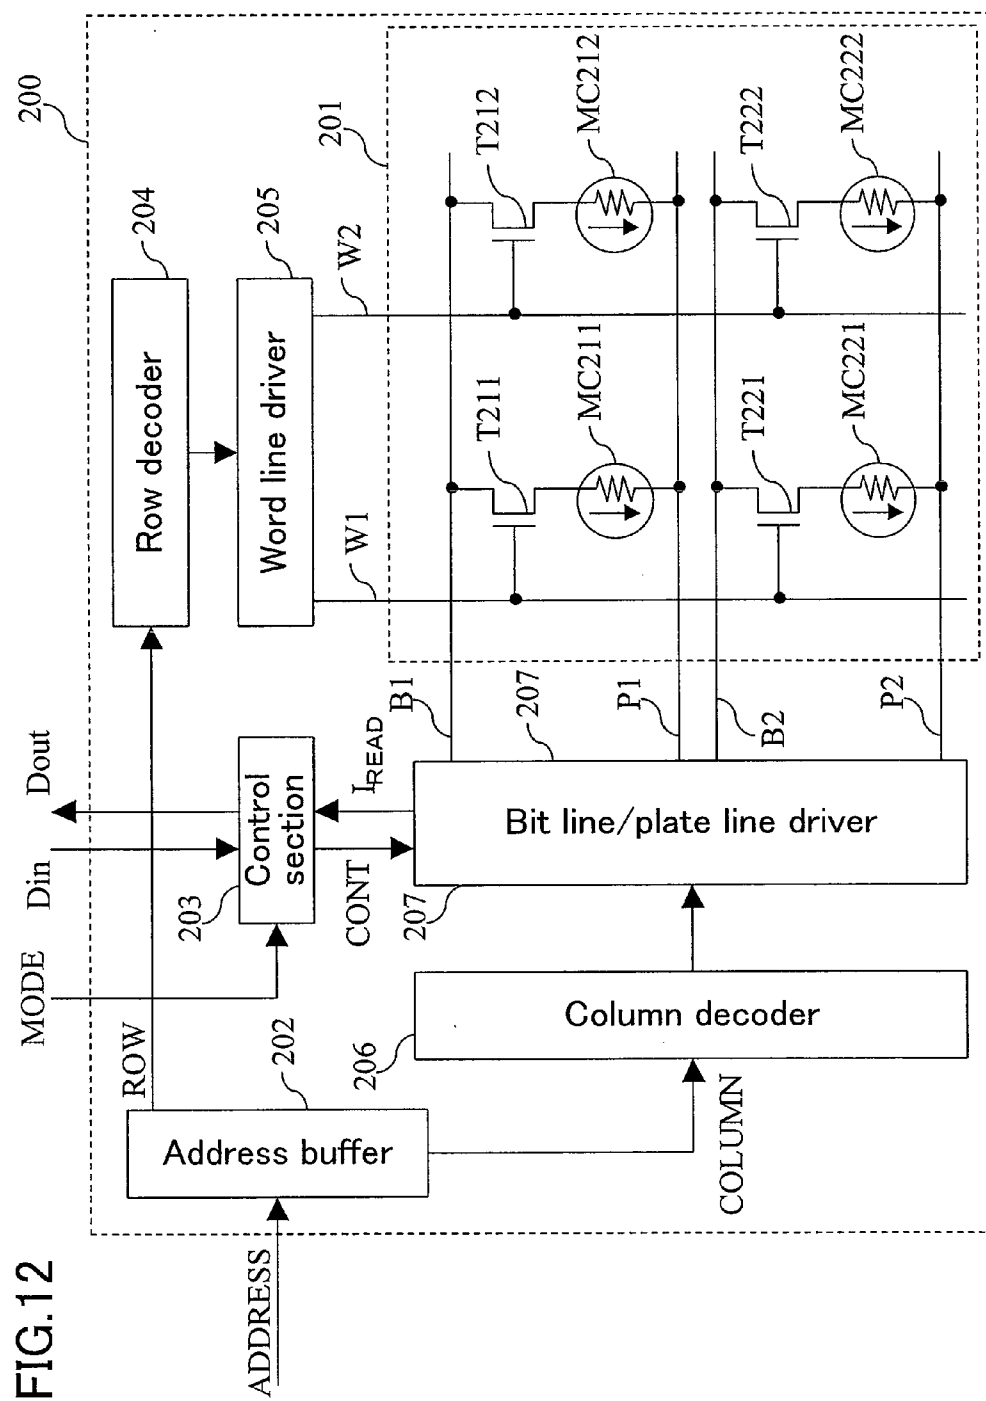 FIG.12
200
ADDRESS
Address buffer
202
ROW
COLUMN
MODE
Din
Dout
Control
section
203
CONT
I_READ
Row decoder
204
Word line driver
205
Column decoder
206
Bit line/plate line driver
207
207
W1
W2
B1
P1
B2
P2
201
T211
MC211
T212
MC212
T221
MC221
T222
MC222